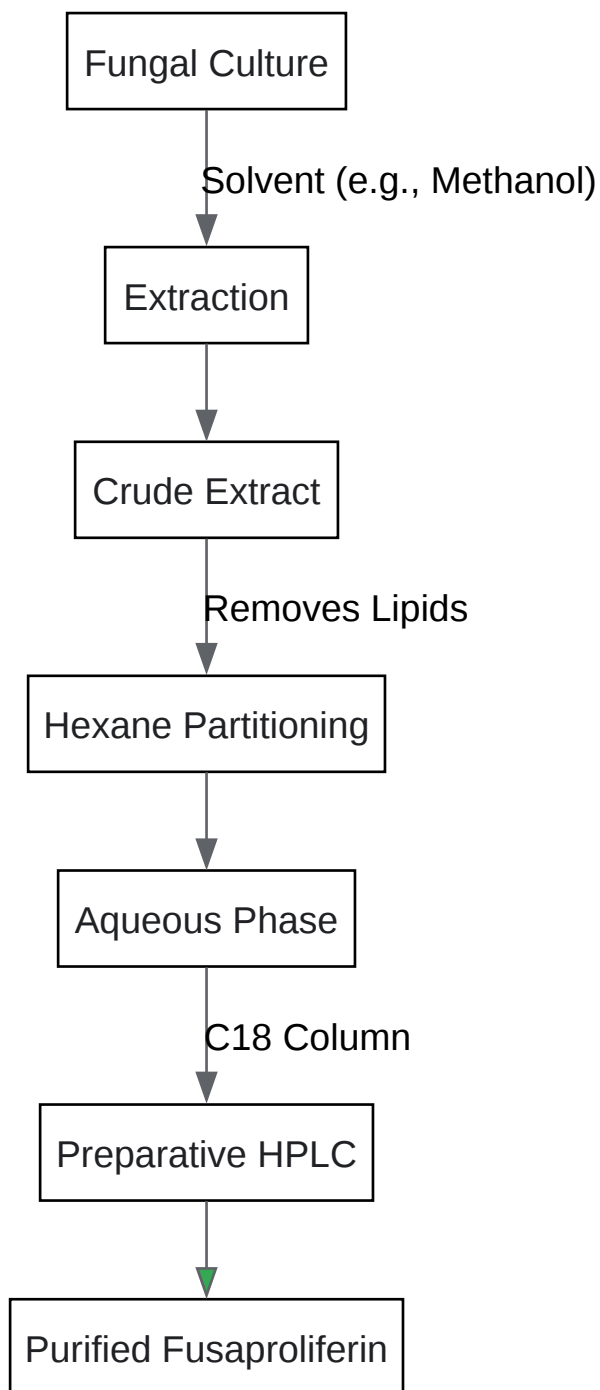 Fungal Culture
Solvent (e.g., Methanol)
Extraction
Crude Extract
Removes Lipids
Hexane Partitioning
Aqueous Phase
C18 Column
Preparative HPLC
Purified Fusaproliferin